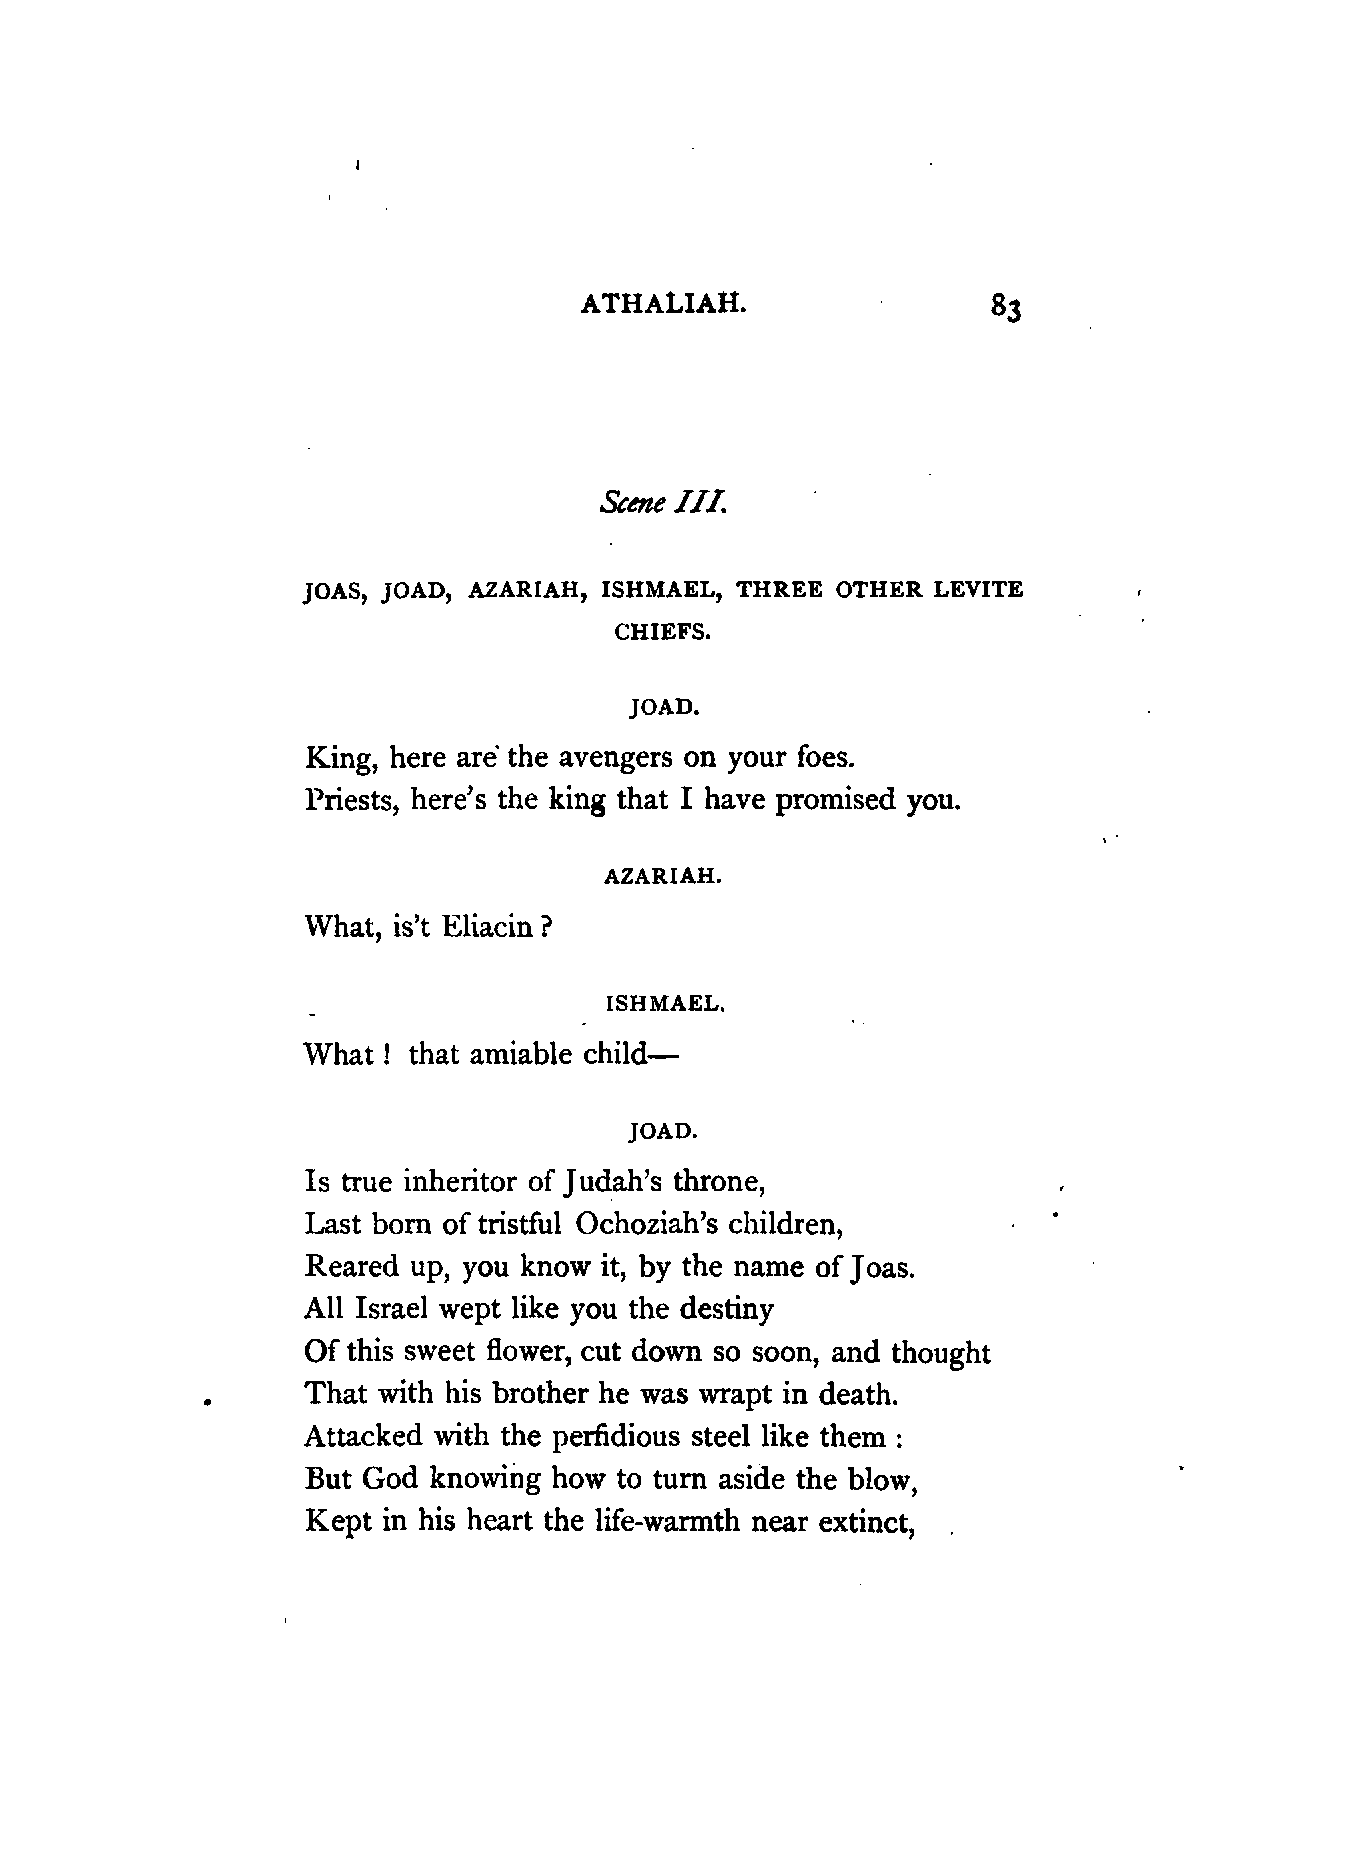 ATHALIAH. 83
Scene III.
JOAS, JOAD, AZARIAH, ISHMAEL, THREE OTHER LEVITE
CHIEFS.
JOAD.
King, here are the avengers on your foes.
Priests, here's the king that I have promised you.
AZARIAH.
What, is't Eliacin ?
ISHMAEL.
What ! that amiable child—
JOAD.
Is true inheritor of Judah's throne,
Last born of tristful Ochoziah's children,
Reared up, you know it, by the name of Joas.
All Israel wept like you the destiny
Of this sweet flower, cut down so soon, and thought
That with his brother he was wrapt in death.
Attacked with the perfidious steel like them :
But God knowing how to turn aside the blow,
Kept in his heart the life-warmth near extinct,